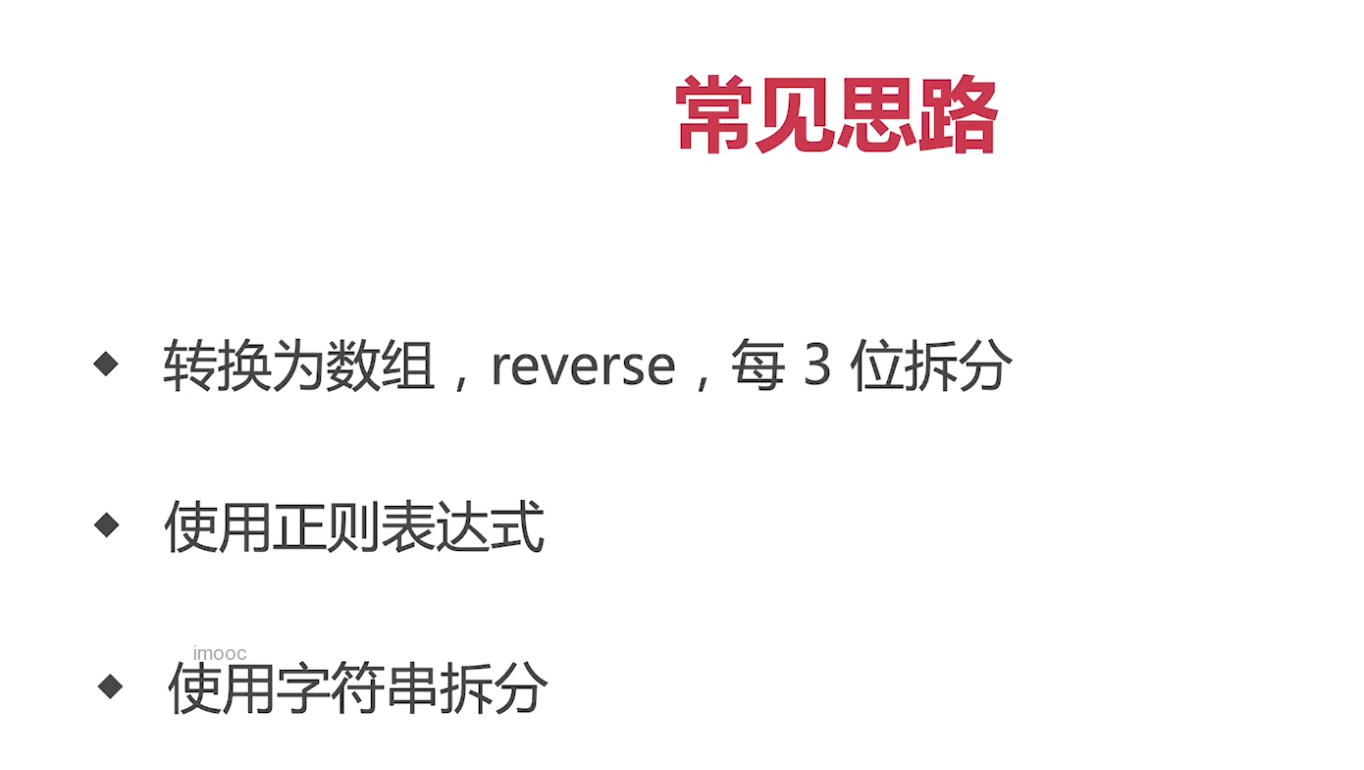 常见思路
◆ 转换为数组，reverse，每 3 位拆分
◆ 使用正则表达式
imooc
◆ 使用字符串拆分